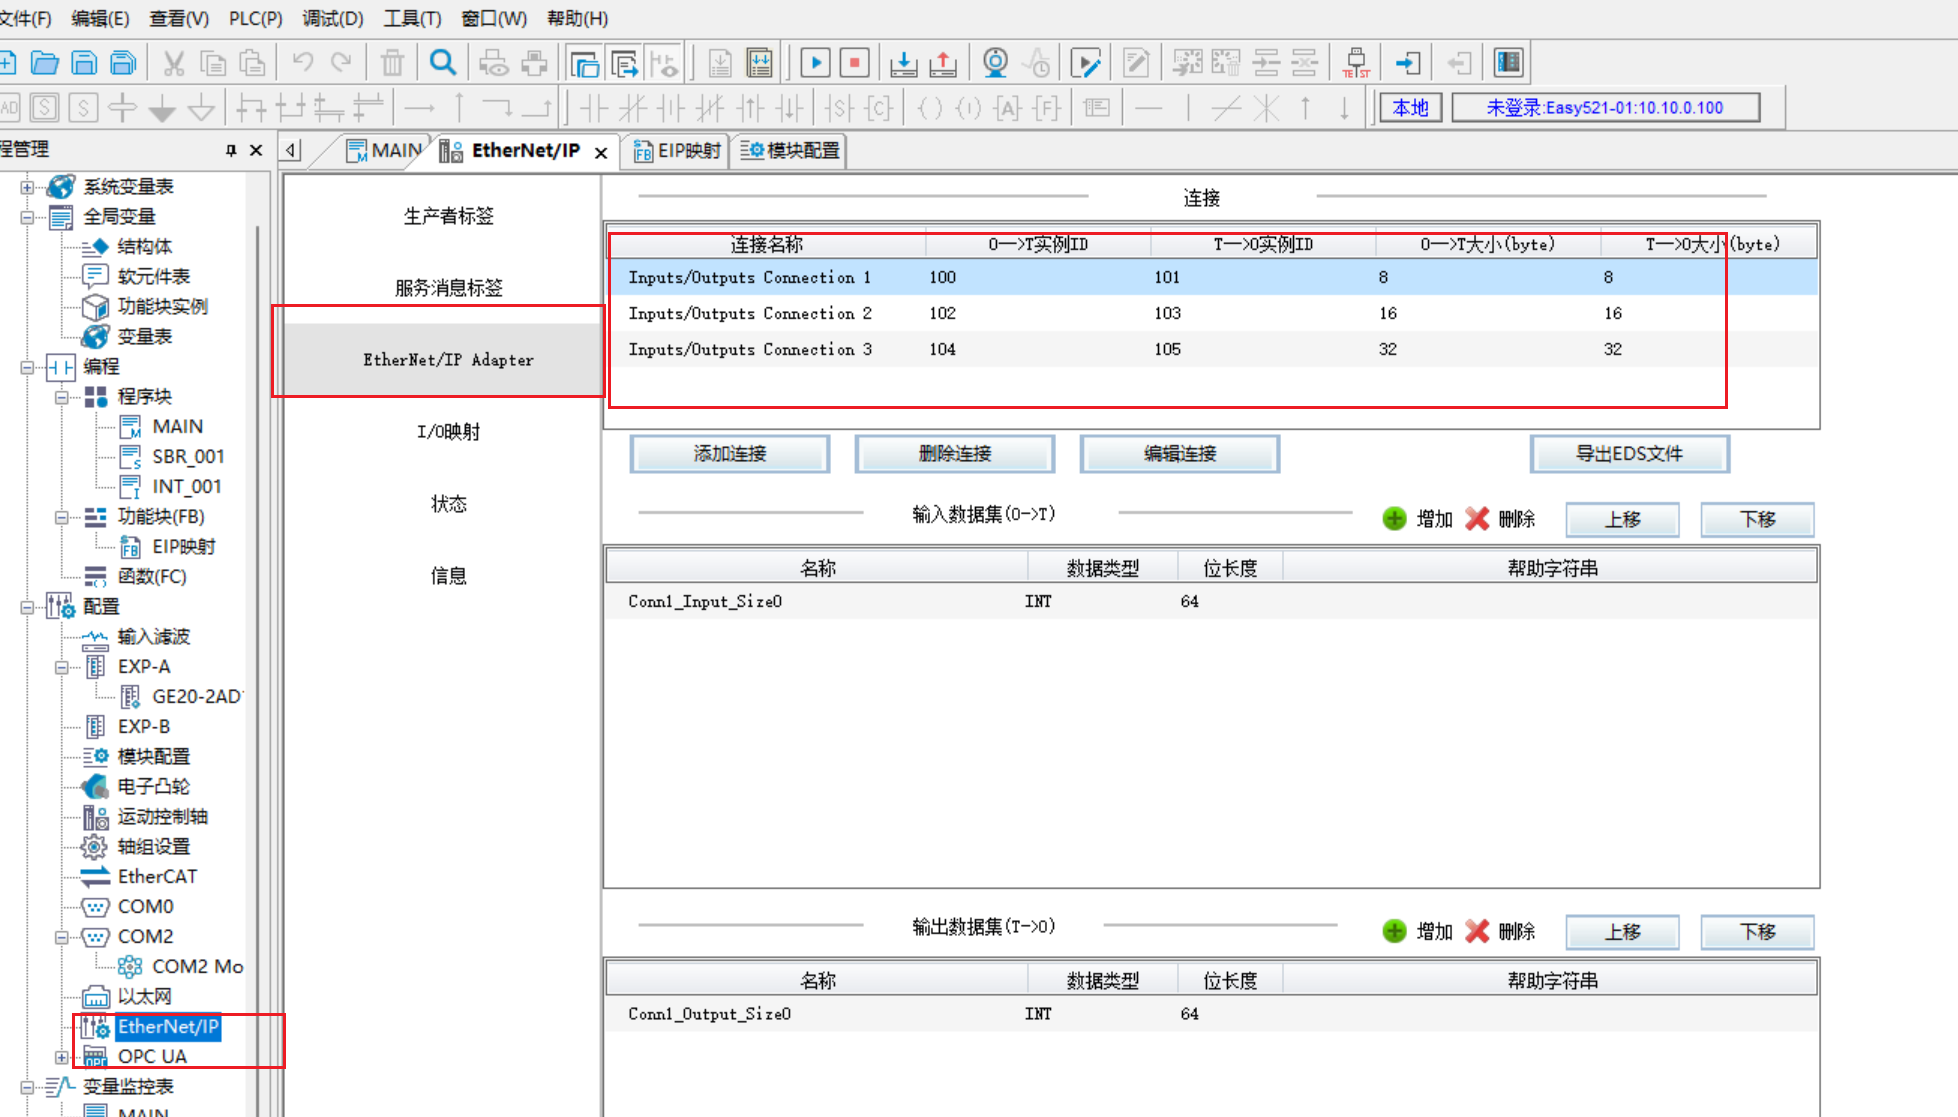 文件(F) 编辑(E) 查看(V) PLC(P) 调试(D) 工具(T) 窗口(W) 帮助(H)
TEST
本地
未登录:Easy521-01:10.10.0.100
程管理
MAIN
EtherNet/IP
EIP映射
模块配置
系统变量表
全局变量
结构体
软元件表
功能块实例
变量表
编程
程序块
MAIN
SBR_001
INT_001
功能块(FB)
EIP映射
函数(FC)
配置
输入滤波
EXP-A
GE20-2AD
EXP-B
模块配置
电子凸轮
运动控制轴
轴组设置
EtherCAT
COM0
COM2
COM2 Mo
以太网
EtherNet/IP
OPC UA
变量监控表
MAIN
生产者标签
服务消息标签
EtherNet/IP Adapter
I/O映射
状态
信息
连接
连接名称 O—>T实例ID T—>O实例ID O—>T大小(byte) T—>O大小(byte)
Inputs/Outputs Connection 1 100 101 8 8
Inputs/Outputs Connection 2 102 103 16 16
Inputs/Outputs Connection 3 104 105 32 32
添加连接 删除连接 编辑连接 导出EDS文件
输入数据集(O—>T) 增加 删除 上移 下移
名称 数据类型 位长度 帮助字符串
Conn1_Input_Size0 INT 64
输出数据集(T—>O) 增加 删除 上移 下移
名称 数据类型 位长度 帮助字符串
Conn1_Output_Size0 INT 64